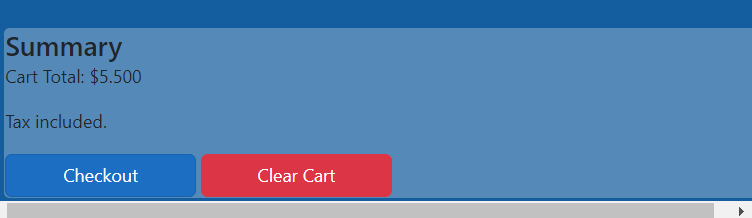 Summary
Cart Total: $5.500
Tax included.
Checkout
Clear Cart